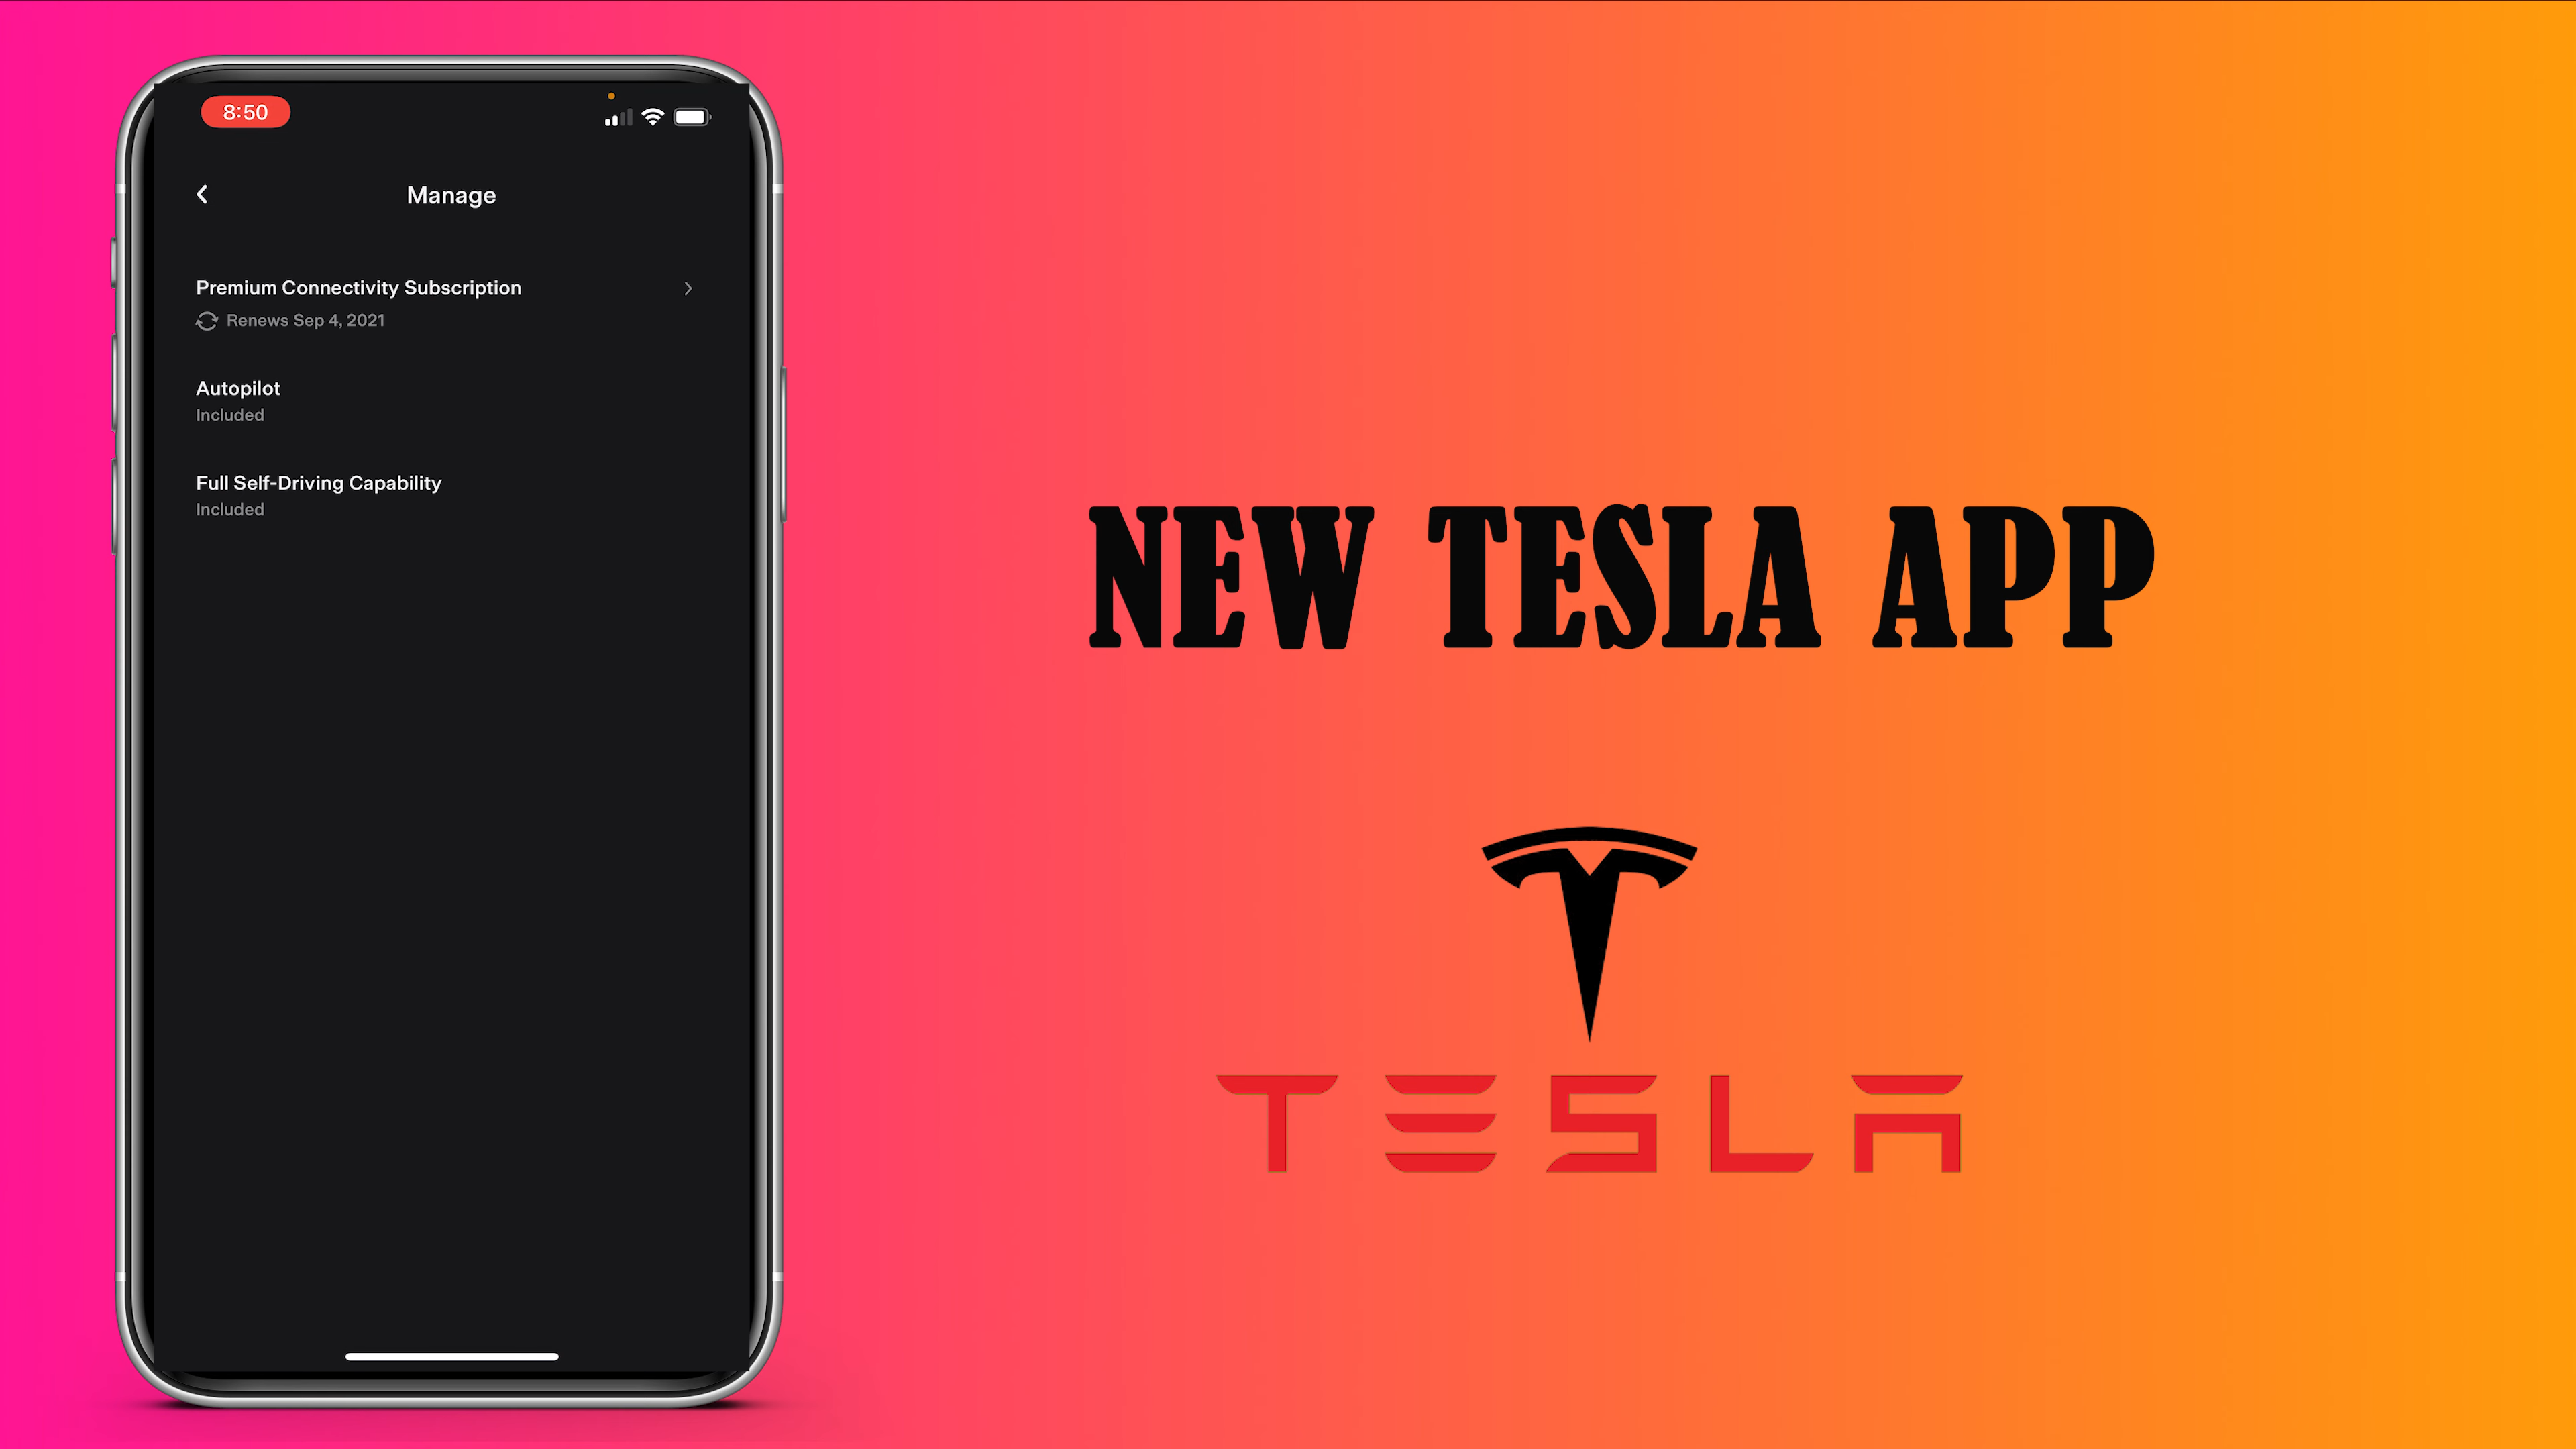 8:50
Manage
Premium Connectivity Subscription
Renews Sep 4, 2021
Autopilot
Included
Full Self-Driving Capability
Included
NEW TESLA APP
TESLA